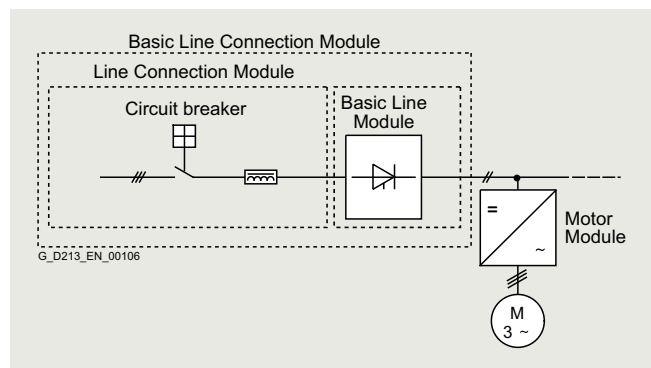 Basic Line Connection Module
Line Connection Module
Circuit breaker
Basic Line
Module
=
~
Motor
Module
G_D213_EN_00106
M
3 ~